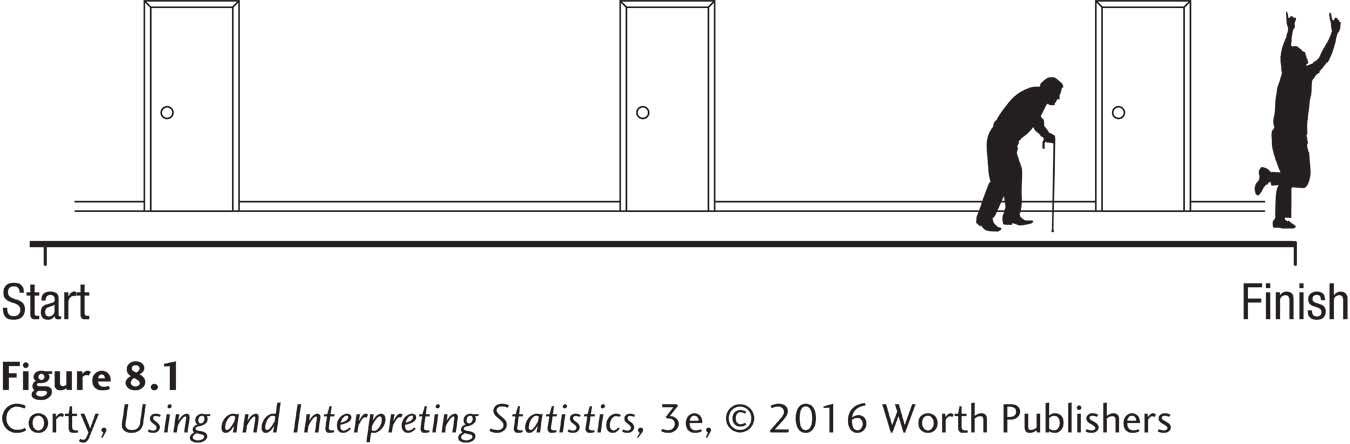 Start Finish
Figure 8.1
Corty, Using and Interpreting Statistics, 3e, © 2016 Worth Publishers